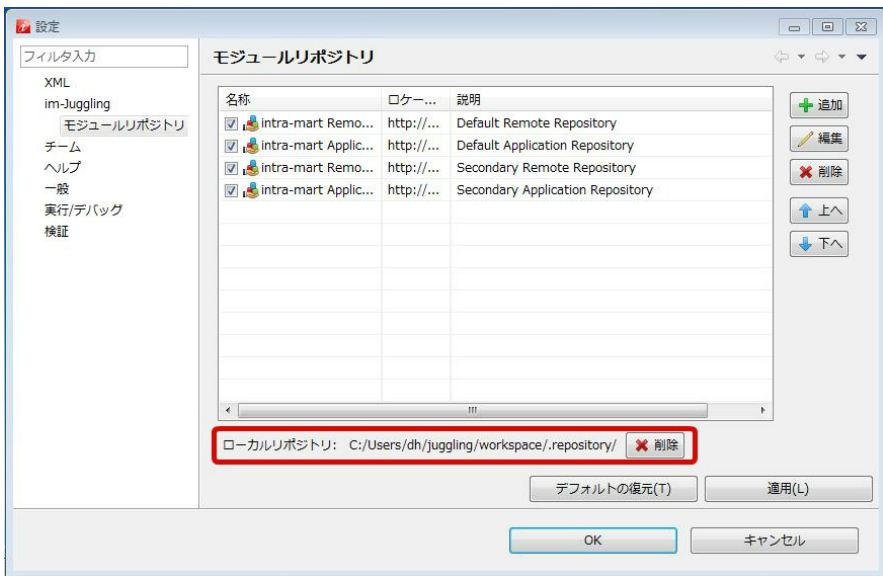 設定
フィルタ入力
XML
im-Juggling
モジュールリポジトリ
チーム
ヘルプ
一般
実行/デバッグ
検証
モジュールリポジトリ
名称 ロケー... 説明
intra-mart Remo... http://... Default Remote Repository
intra-mart Applic... http://... Default Application Repository
intra-mart Remo... http://... Secondary Remote Repository
intra-mart Applic... http://... Secondary Application Repository
追加
編集
削除
上へ
下へ
ローカルリポジトリ: C:/Users/dh/juggling/workspace/.repository/ 削除
デフォルトの復元(T) 適用(L)
OK キャンセル